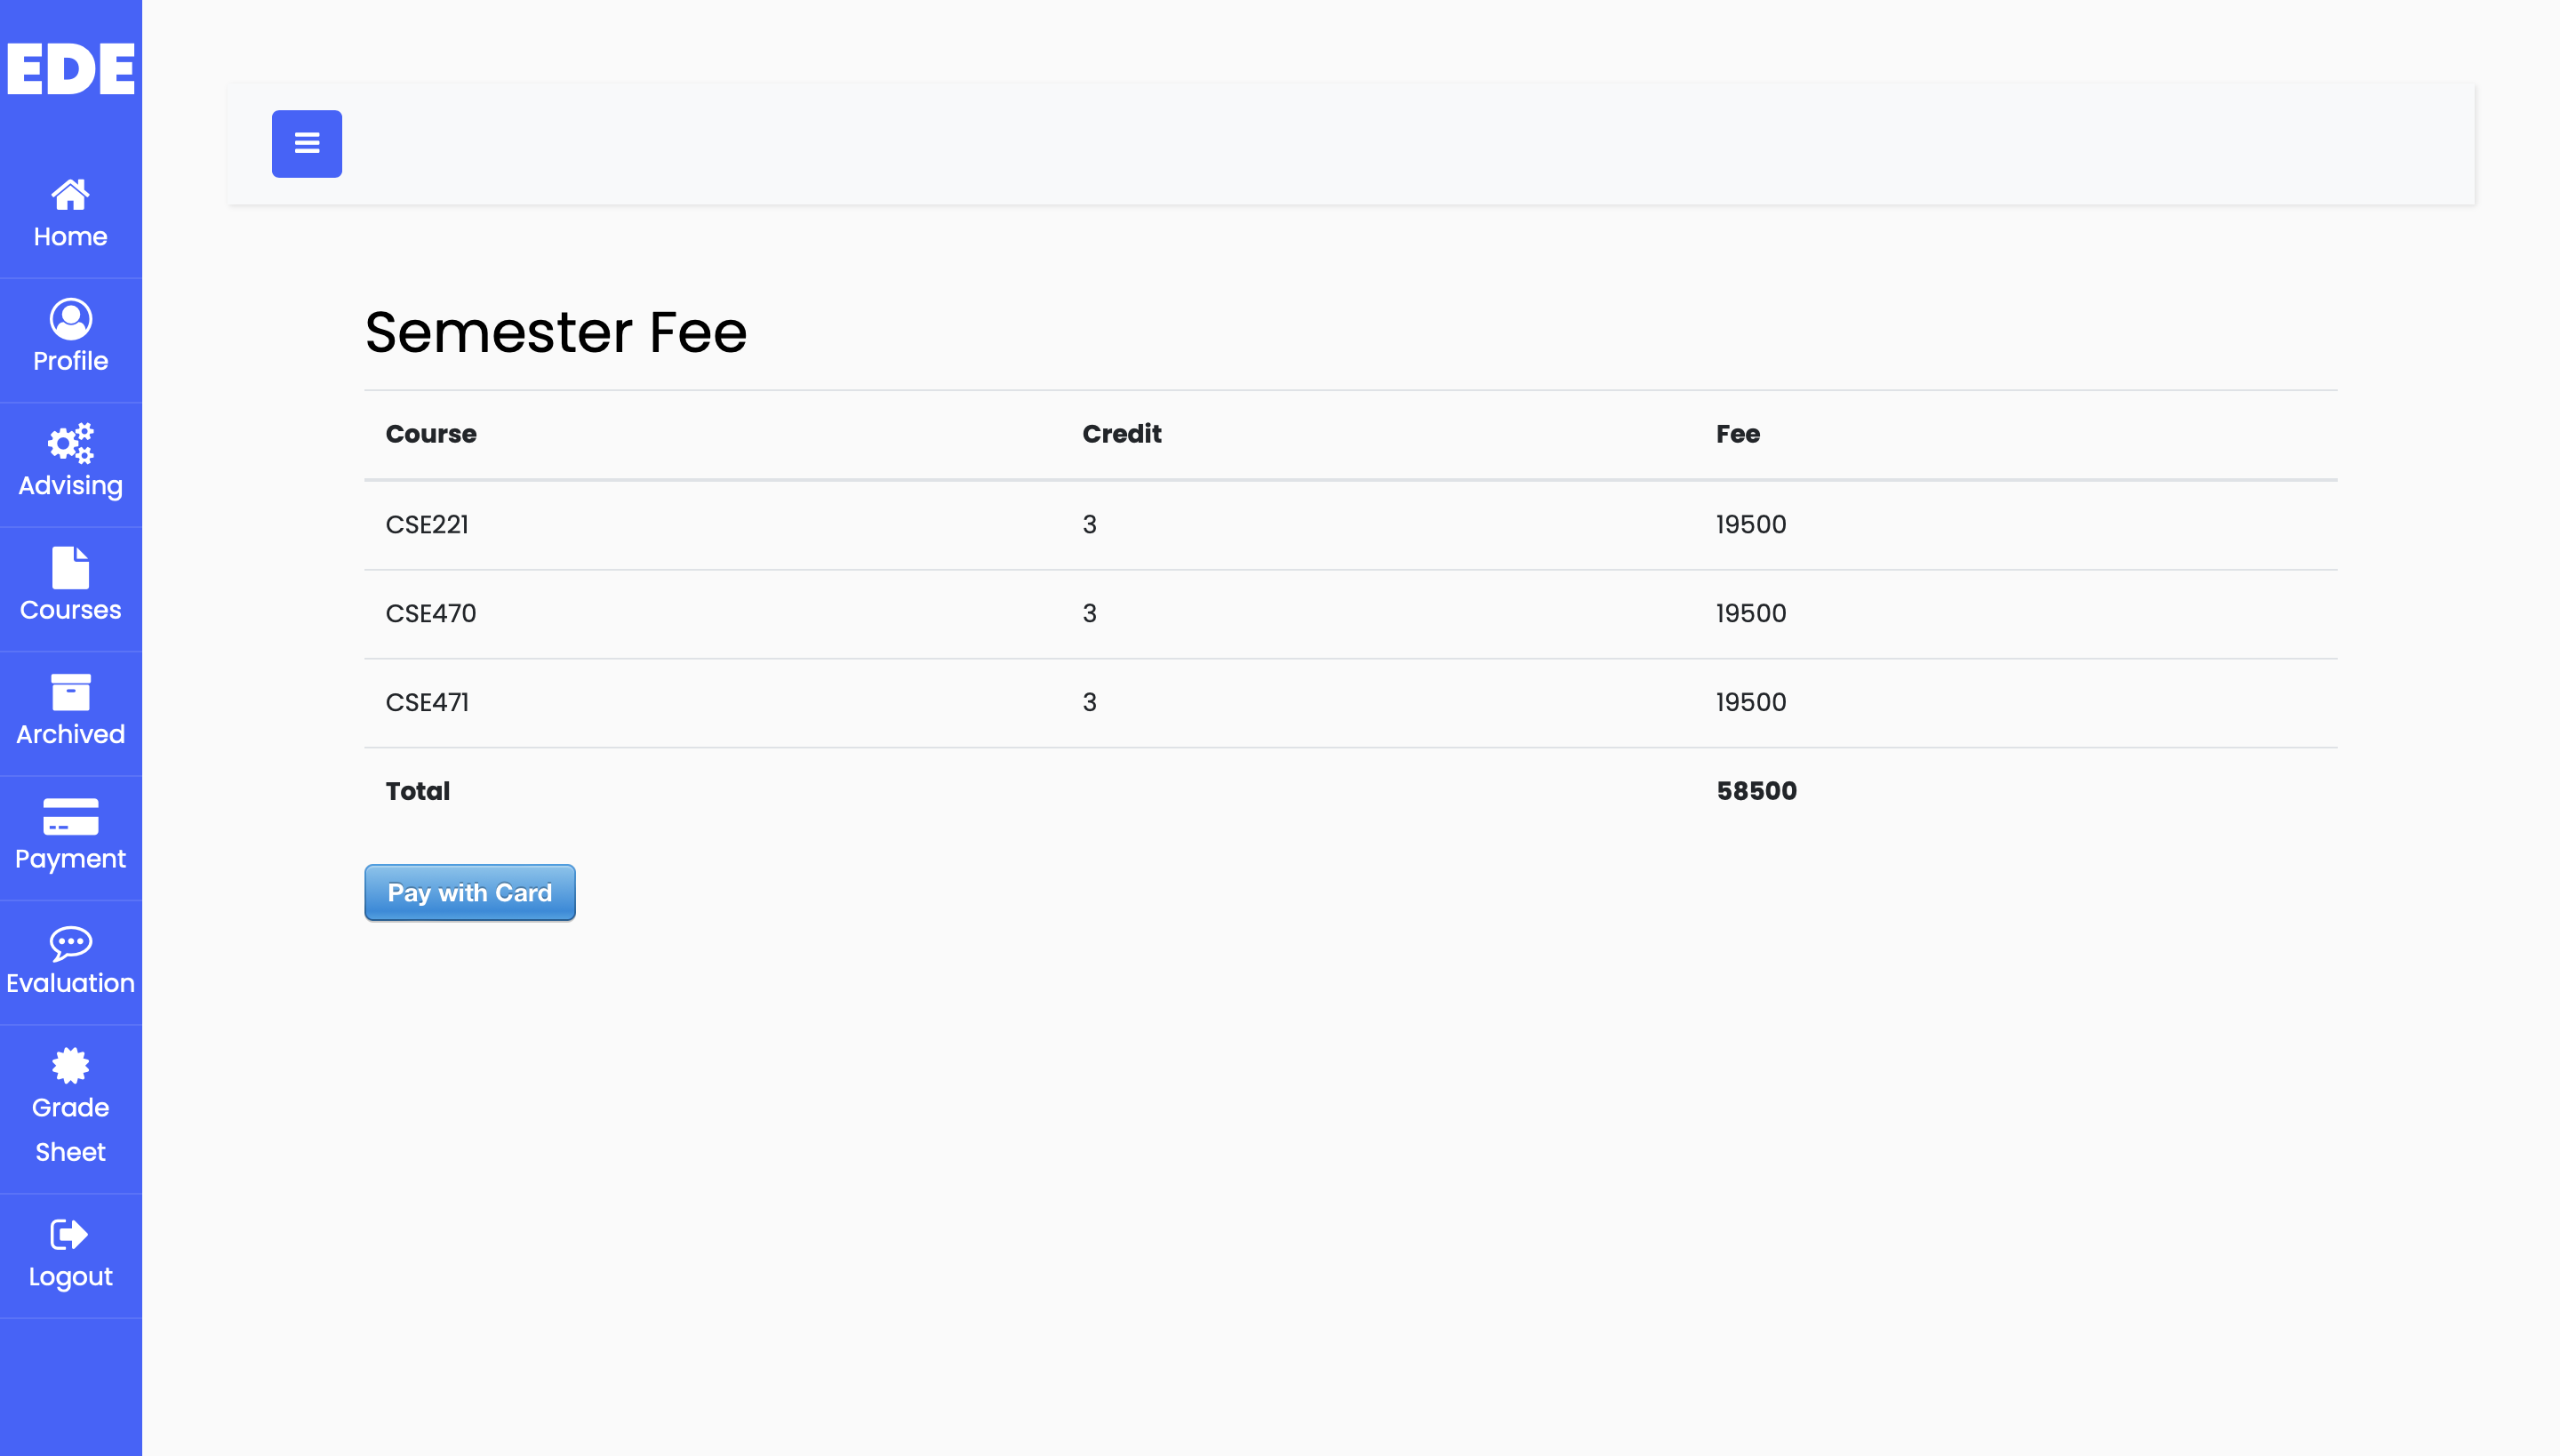 EDE
Home
Profile
Advising
Courses
Archived
Payment
Evaluation
Grade
Sheet
Logout
Semester Fee
Course Credit Fee
CSE221 3 19500
CSE470 3 19500
CSE471 3 19500
Total 58500
Pay with Card